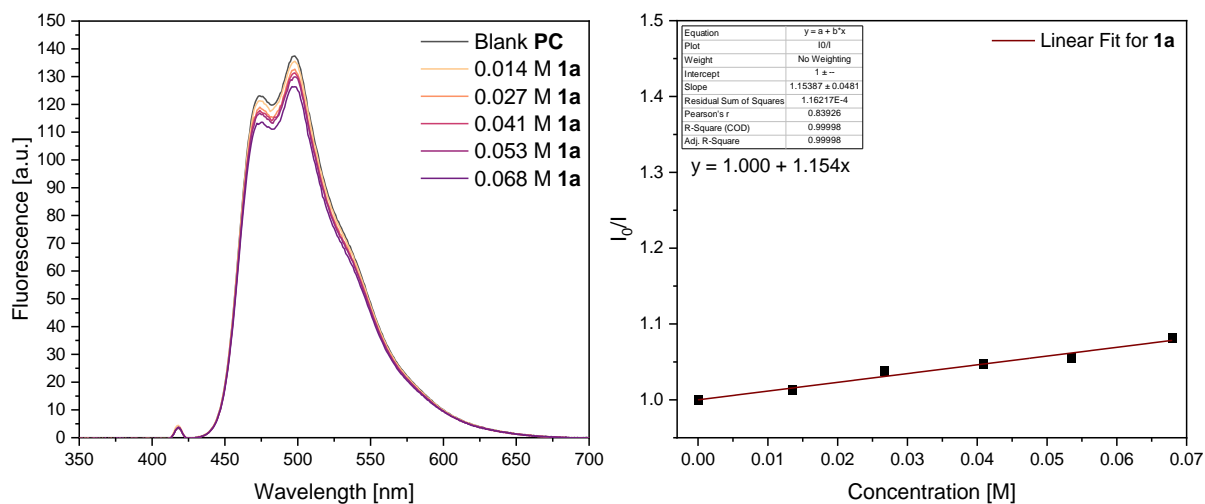 150
140
130
120
110
100
90
80
70
60
50
40
30
20
10
0
Fluorescence [a.u.]
350 400 450 500 550 600 650 700
Wavelength [nm]
Blank PC
0.014 M 1a
0.027 M 1a
0.041 M 1a
0.053 M 1a
0.068 M 1a
1.5
1.4
1.3
1.2
1.1
1.0
I0/I
0.00 0.01 0.02 0.03 0.04 0.05 0.06 0.07
Concentration [M]
Equation y = a + b*x
Plot I0/I
Weight No Weighting
Intercept 1 ± --
Slope 1.15387 ± 0.0481
Residual Sum of Squares 1.16217E-4
Pearson's r 0.83926
R-Square (COD) 0.99998
Adj. R-Square 0.99998
y = 1.000 + 1.154x
Linear Fit for 1a